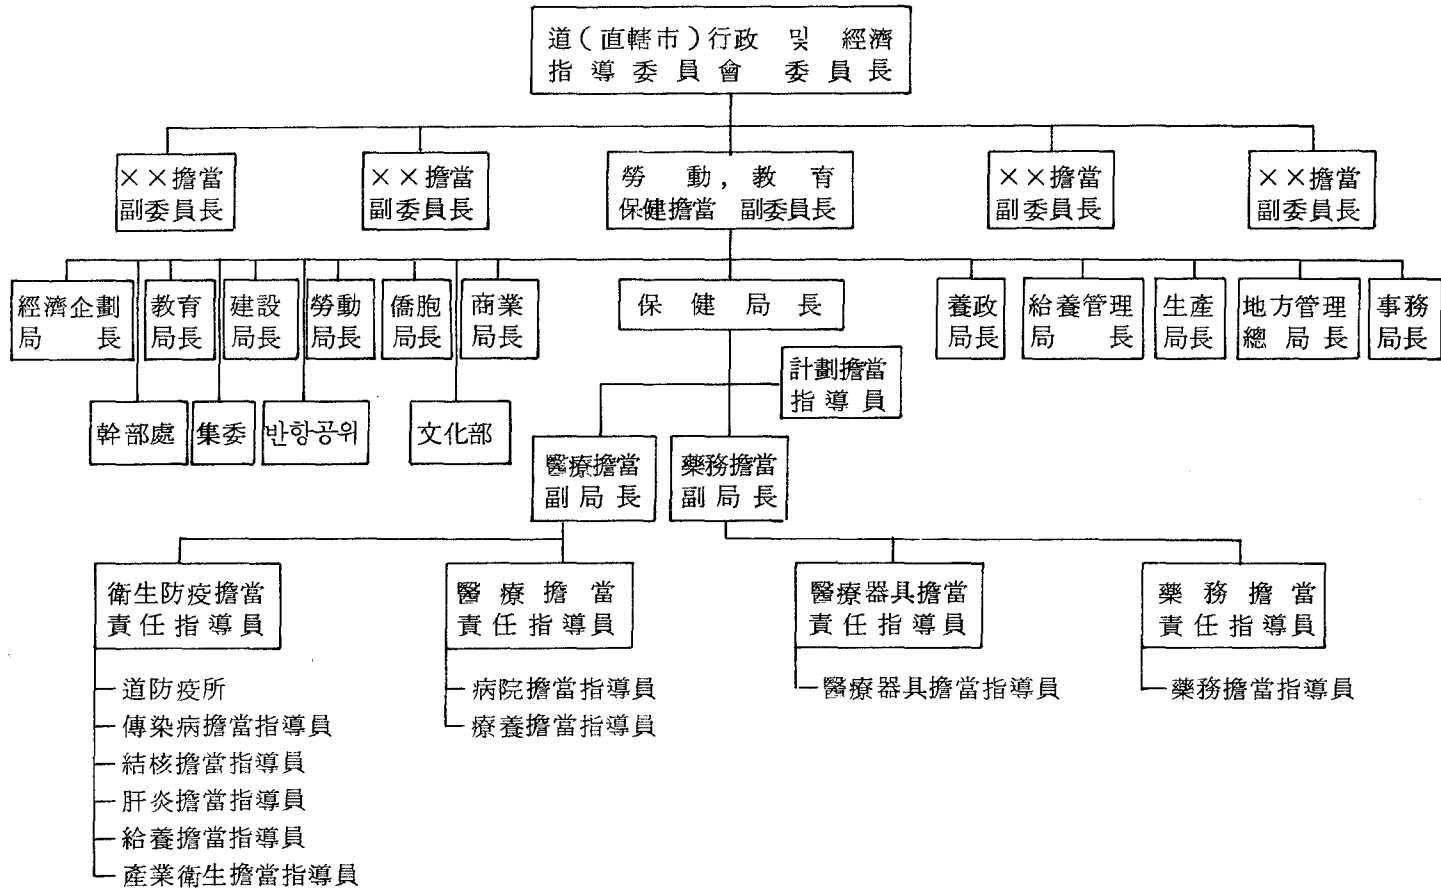 道(直轄市)行政 및 經濟
指導委員會 委員長
××擔當
副委員長
××擔當
副委員長
勞動,教育
保健擔當 副委員長
××擔當
副委員長
××擔當
副委員長
經濟企劃
局長
教育
局長
建設
局長
勞動
局長
僑胞
局長
商業
局長
保健局長
養政
局長
給養管理
局長
生產
局長
地方管理
總局長
事務
局長
計劃擔當
指導員
幹部處
集委
반항공위
文化部
醫療擔當
副局長
藥務擔當
副局長
衛生防疫擔當
責任指導員
醫療擔當
責任指導員
醫療器具擔當
責任指導員
藥務擔當
責任指導員
道防疫所
傳染病擔當指導員
結核擔當指導員
肝炎擔當指導員
給養擔當指導員
產業衛生擔當指導員
病院擔當指導員
療養擔當指導員
醫療器具擔當指導員
藥務擔當指導員